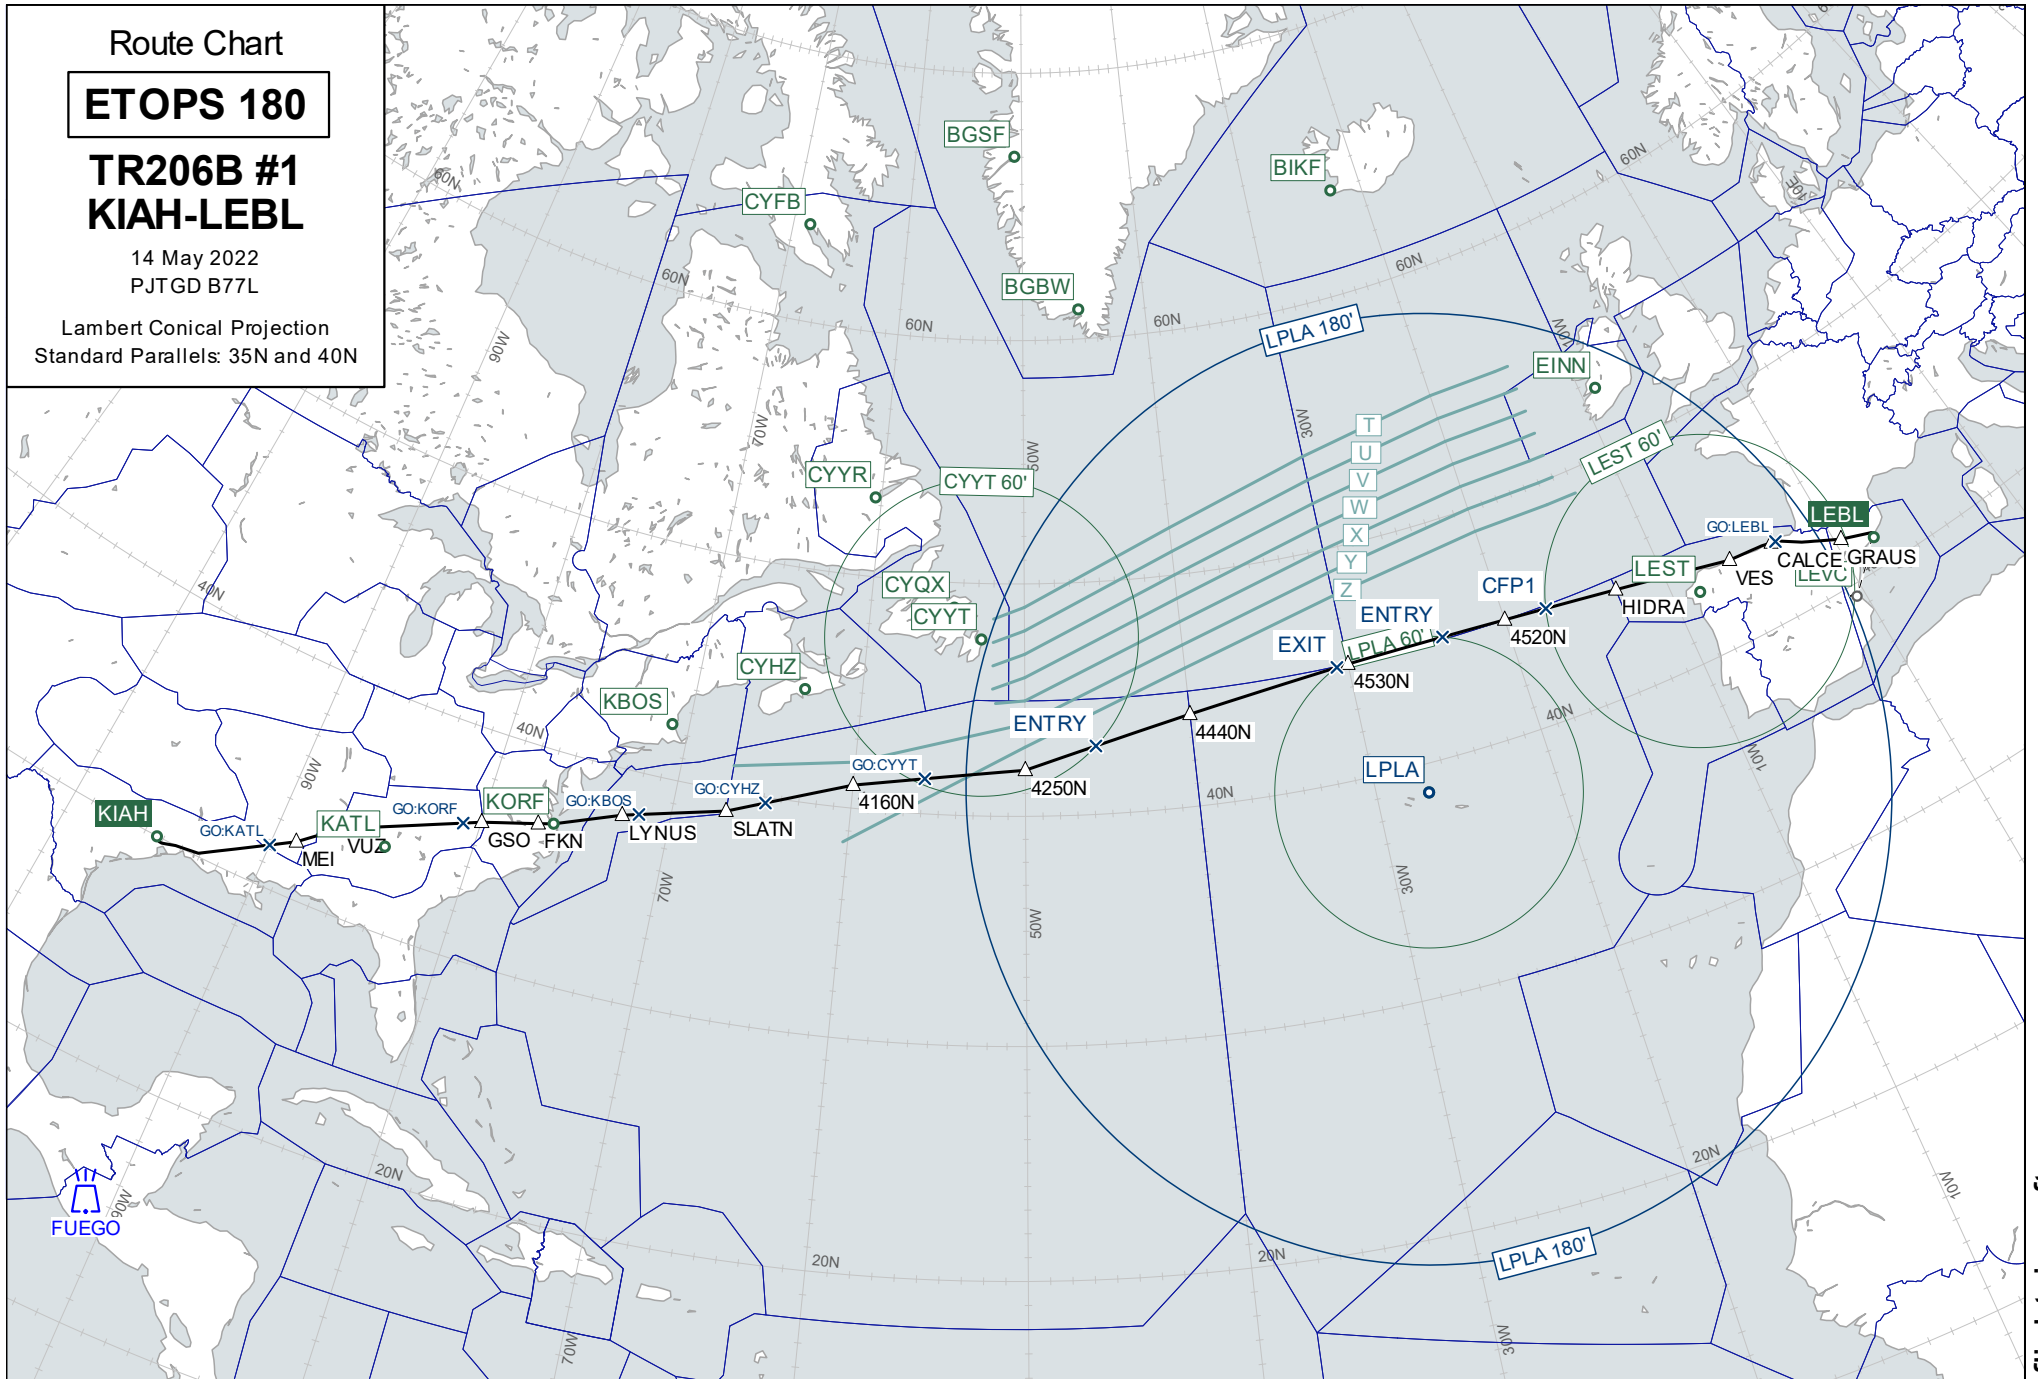 Route Chart
ETOPS 180
TR206B #1
KIAH-LEBL
14 May 2022
PJTGD B77L
Lambert Conical Projection
Standard Parallels: 35N and 40N
BGSF
BIKF
CYFB
BGBW
60N
60N
60N
60N
60N
60N
LPLA 180'
EINN
90W
70W
50W
30W
T
U
V
W
X
Y
Z
LEST 60'
CYYR
CYYT 60'
CYQX
CYYT
CYHZ
KBOS
40N
40N
LEBL
GO:LEBL
CALCE
GRAUS
LEVC
VES
LEST
HIDRA
CFP1
4520N
ENTRY
LPLA 60'
EXIT
4530N
ENTRY
4440N
4250N
GO:CYYT
4160N
GO:CYHZ
SLATN
GO:KBOS
LYNUS
KORF
FKN
GSO
GO:KORF
KATL
VUZ
MEI
GO:KATL
KIAH
90W
LPLA
40N
40N
10W
70W
50W
30W
20N
20N
20N
20N
90W
FUEGO
LPLA 180'
70W
30W
10W